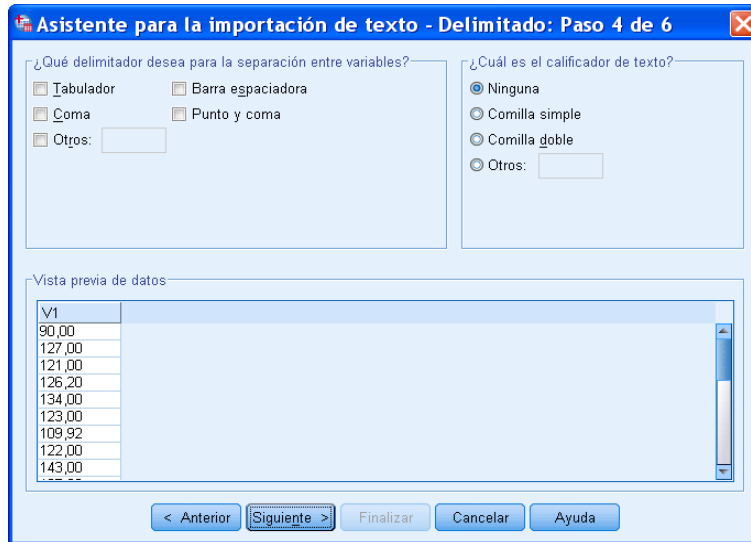 Asistente para la importación de texto - Delimitado: Paso 4 de 6
¿Qué delimitador desea para la separación entre variables?
Tabulador
Barra espaciadora
Coma
Punto y coma
Otros:
¿Cuál es el calificador de texto?
Ninguna
Comilla simple
Comilla doble
Otros:
Vista previa de datos
V1
90,00
127,00
121,00
126,20
134,00
123,00
109,92
122,00
143,00
< Anterior
Siguiente >
Finalizar
Cancelar
Ayuda